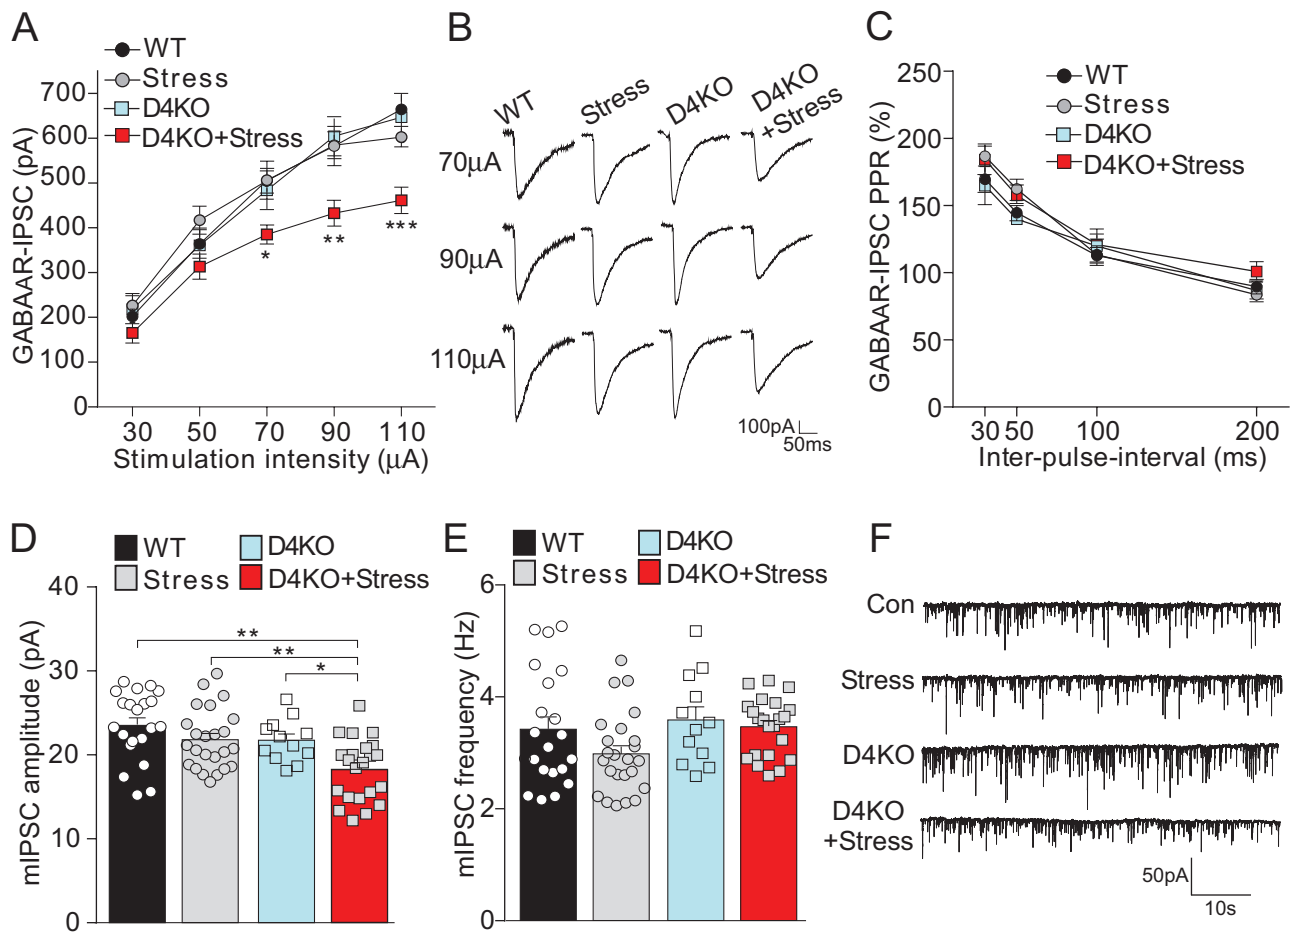 A
WT
Stress
D4KO
D4KO+Stress
GABAAR-IPSC (pA)
700
600
500
400
300
200
100
0
*
**
***
30 50 70 90 110
Stimulation intensity (µA)
B
WT Stress D4KO D4KO +Stress
70µA
90µA
110µA
100pA
50ms
C
WT
Stress
D4KO
D4KO+Stress
GABAAR-IPSC PPR (%)
250
200
150
100
50
0
30 50 100 200
Inter-pulse-interval (ms)
D
WT D4KO
Stress D4KO+Stress
mIPSC amplitude (pA)
40
30
20
10
0
**
**
*
E
WT D4KO
Stress D4KO+Stress
mIPSC frequency (Hz)
6
4
2
0
F
Con
Stress
D4KO
D4KO
+Stress
50pA
10s